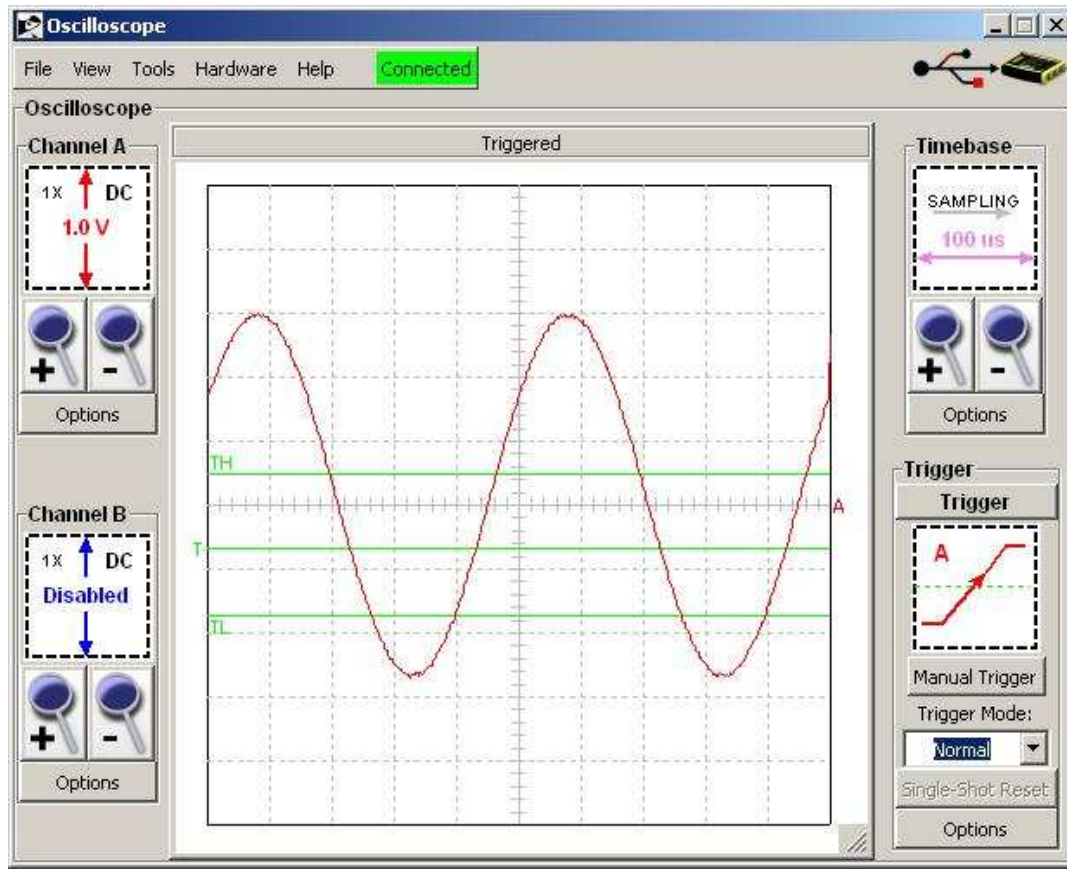 Oscilloscope
File View Tools Hardware Help Connected
Oscilloscope
Channel A
1X DC
1.0 V
Options
Channel B
1X DC
Disabled
Options
Triggered
TH
A
T
TL
Timebase
SAMPLING
100 us
Options
Trigger
Trigger
A
Manual Trigger
Trigger Mode:
Normal
Single-Shot Reset
Options